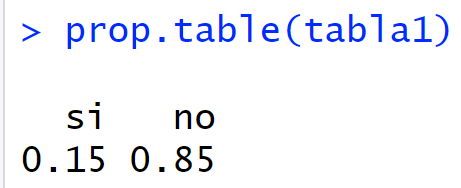 > prop.table(tabla1)
si no
0.15 0.85